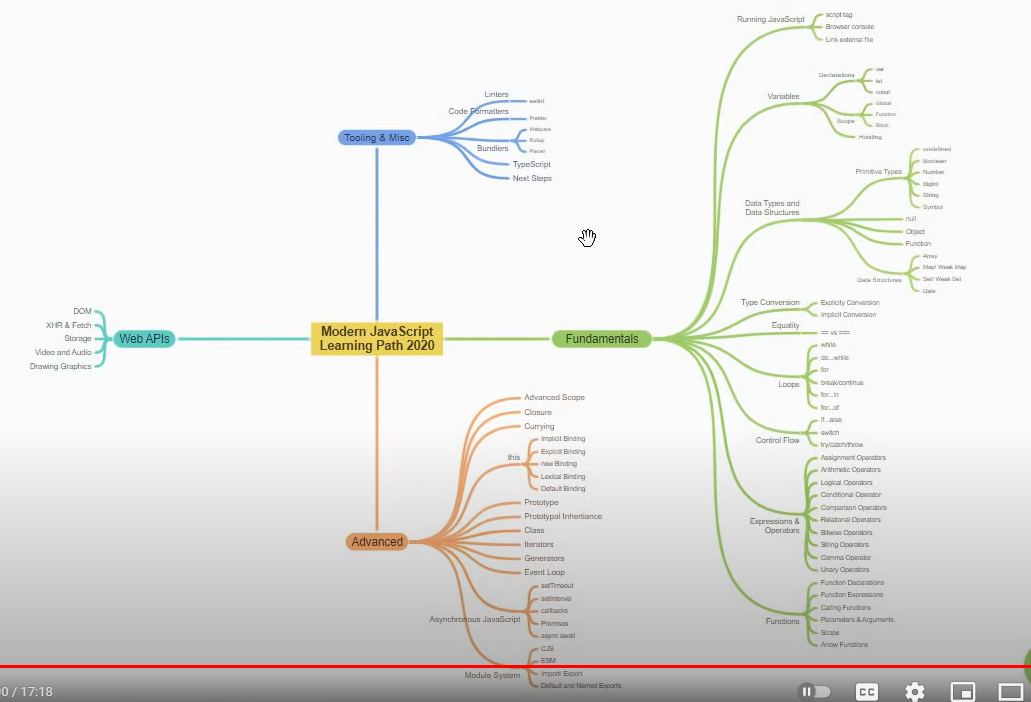 Modern JavaScript
Learning Path 2020
Tooling & Misc
Linters
eslint
Code Formatters
Prettier
Bundlers
Webpack
Rollup
Parcel
TypeScript
Next Steps
Web APIs
DOM
XHR & Fetch
Storage
Video and Audio
Drawing Graphics
Fundamentals
Running JavaScript
script tag
Browser console
Link external file
Variables
Declarations
var
let
const
Scope
Global
Function
Block
Hoisting
Data Types and
Data Structures
Primitive Types
undefined
Boolean
Number
BigInt
String
Symbol
null
Object
Function
Data Structures
Array
Map/ Weak Map
Set/ Weak Set
Date
Type Conversion
Explicity Conversion
Implicit Conversion
Equality
== vs ===
Loops
while
do...while
for
break/continue
for...in
for...of
Control Flow
if...else
switch
try/catch/throw
Expressions &
Operators
Assignment Operators
Arithmetic Operators
Logical Operators
Conditional Operator
Comparison Operators
Relational Operators
Bitwise Operators
String Operators
Comma Operator
Unary Operators
Functions
Function Declarations
Function Expressions
Calling Functions
Parameters & Arguments
Scope
Arrow Functions
Advanced
Advanced Scope
Closure
Currying
this
Implicit Binding
Explicit Binding
new Binding
Lexical Binding
Default Binding
Prototype
Prototypal Inheritance
Class
Iterators
Generators
Event Loop
Asynchronous JavaScript
setTimeout
setInterval
callbacks
Promises
async await
Module System
CJS
ESM
Import/ Export
Default and Named Exports
00 / 17:18
CC